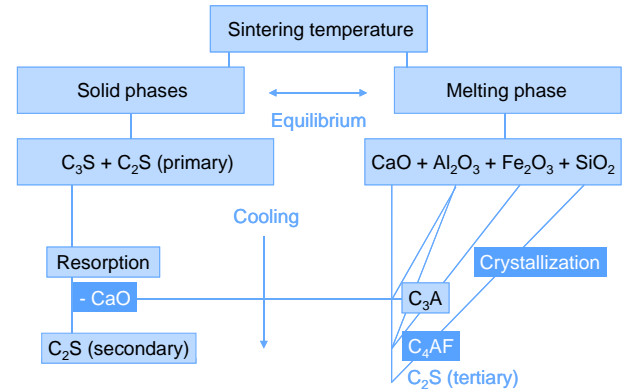 Sintering temperature
Solid phases
Melting phase
Equilibrium
C₃S + C₂S (primary)
CaO + Al₂O₃ + Fe₂O₃ + SiO₂
Cooling
Resorption
Crystallization
- CaO
C₃A
C₂S (secondary)
C₄AF
C₂S (tertiary)